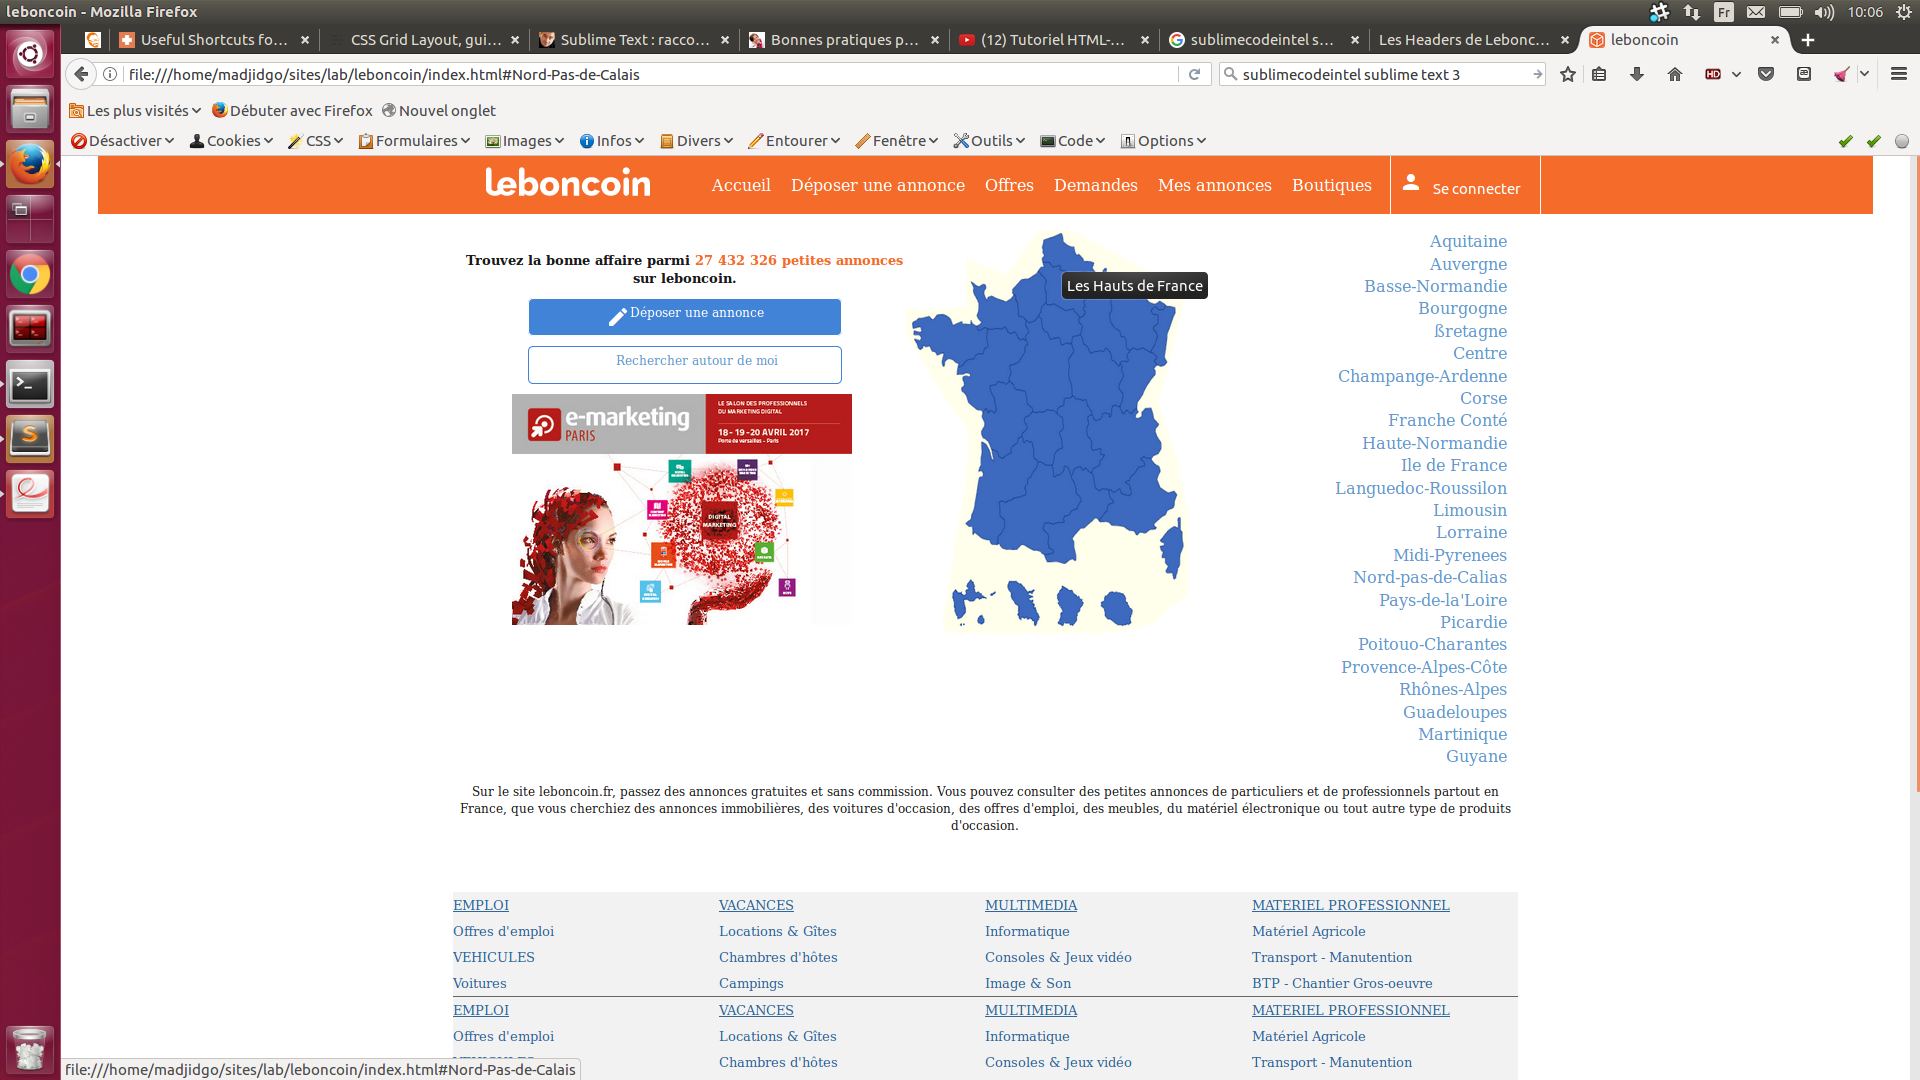 leboncoin - Mozilla Firefox
Fr
10:06
Useful Shortcuts fo...
CSS Grid Layout, gui...
Sublime Text : racco...
Bonnes pratiques p...
(12) Tutoriel HTML-...
sublimecodeintel s...
Les Headers de Lebonc...
leboncoin
file:///home/madjidgo/sites/lab/leboncoin/index.html#Nord-Pas-de-Calais
sublimecodeintel sublime text 3
HD
Les plus visités
Débuter avec Firefox
Nouvel onglet
Désactiver
Cookies
CSS
Formulaires
Images
Infos
Divers
Entourer
Fenêtre
Outils
Code
Options
leboncoin
Accueil
Déposer une annonce
Offres
Demandes
Mes annonces
Boutiques
Se connecter
Trouvez la bonne affaire parmi 27 432 326 petites annonces
sur leboncoin.
Déposer une annonce
Rechercher autour de moi
e-marketing
PARIS
LE SALON DES PROFESSIONNELS
DU MARKETING DIGITAL
18-19-20 AVRIL 2017
Porte de versailles - Paris
DIGITAL
MARKETING
Les Hauts de France
Aquitaine
Auvergne
Basse-Normandie
Bourgogne
ßretagne
Centre
Champange-Ardenne
Corse
Franche Conté
Haute-Normandie
Ile de France
Languedoc-Roussilon
Limousin
Lorraine
Midi-Pyrenees
Nord-pas-de-Calias
Pays-de-la'Loire
Picardie
Poitouo-Charantes
Provence-Alpes-Côte
Rhônes-Alpes
Guadeloupes
Martinique
Guyane
Sur le site leboncoin.fr, passez des annonces gratuites et sans commission. Vous pouvez consulter des petites annonces de particuliers et de professionnels partout en
France, que vous cherchiez des annonces immobilières, des voitures d'occasion, des offres d'emploi, des meubles, du matériel électronique ou tout autre type de produits
d'occasion.
EMPLOI
VACANCES
MULTIMEDIA
MATERIEL PROFESSIONNEL
Offres d'emploi
Locations & Gîtes
Informatique
Matériel Agricole
VEHICULES
Chambres d'hôtes
Consoles & Jeux vidéo
Transport - Manutention
Voitures
Campings
Image & Son
BTP - Chantier Gros-oeuvre
EMPLOI
VACANCES
MULTIMEDIA
MATERIEL PROFESSIONNEL
Offres d'emploi
Locations & Gîtes
Informatique
Matériel Agricole
Chambres d'hôtes
Consoles & Jeux vidéo
Transport - Manutention
file:///home/madjidgo/sites/lab/leboncoin/index.html#Nord-Pas-de-Calais